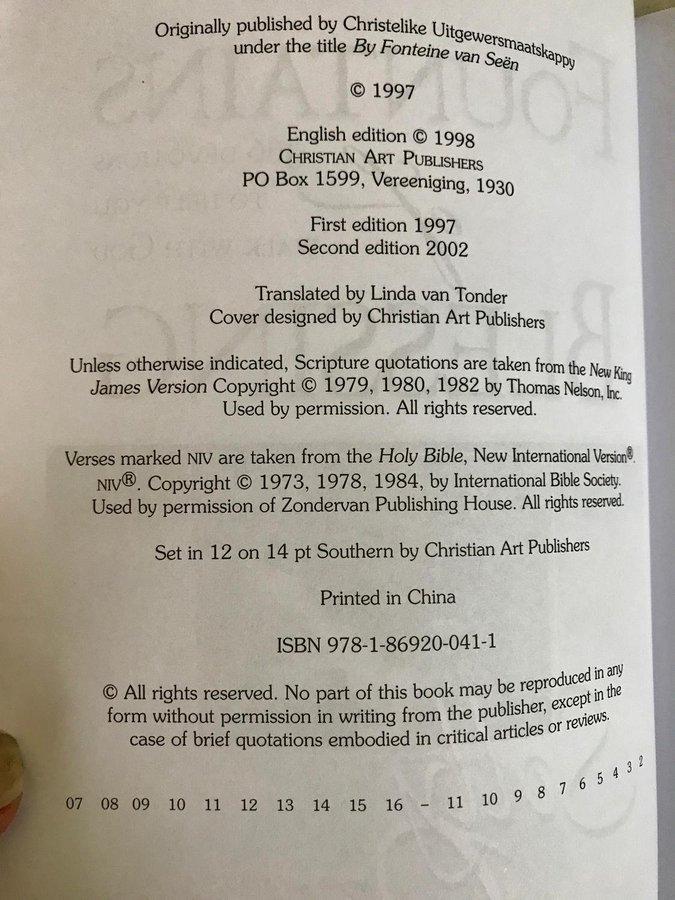 Originally published by Christelike Uitgewersmaatskappy
under the title By Fonteine van Seën
© 1997
English edition © 1998
CHRISTIAN ART PUBLISHERS
PO Box 1599, Vereeniging, 1930
First edition 1997
Second edition 2002
Translated by Linda van Tonder
Cover designed by Christian Art Publishers
Unless otherwise indicated, Scripture quotations are taken from the New King
James Version Copyright © 1979, 1980, 1982 by Thomas Nelson, Inc.
Used by permission. All rights reserved.
Verses marked NIV are taken from the Holy Bible, New International Version®.
NIV®. Copyright © 1973, 1978, 1984, by International Bible Society.
Used by permission of Zondervan Publishing House. All rights reserved.
Set in 12 on 14 pt Southern by Christian Art Publishers
Printed in China
ISBN 978-1-86920-041-1
© All rights reserved. No part of this book may be reproduced in any
form without permission in writing from the publisher, except in the
case of brief quotations embodied in critical articles or reviews.
07 08 09 10 11 12 13 14 15 16 – 11 10 9 8 7 6 5 4 3 2